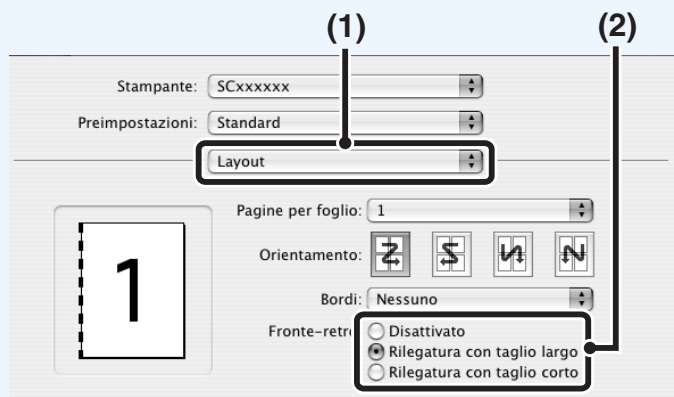 (1) (2)
Stampante: SCxxxxxx
Preimpostazioni: Standard
Layout
Pagine per foglio: 1
1
Orientamento:
Bordi: Nessuno
Fronte-retro Disattivato
Rilegatura con taglio largo
Rilegatura con taglio corto